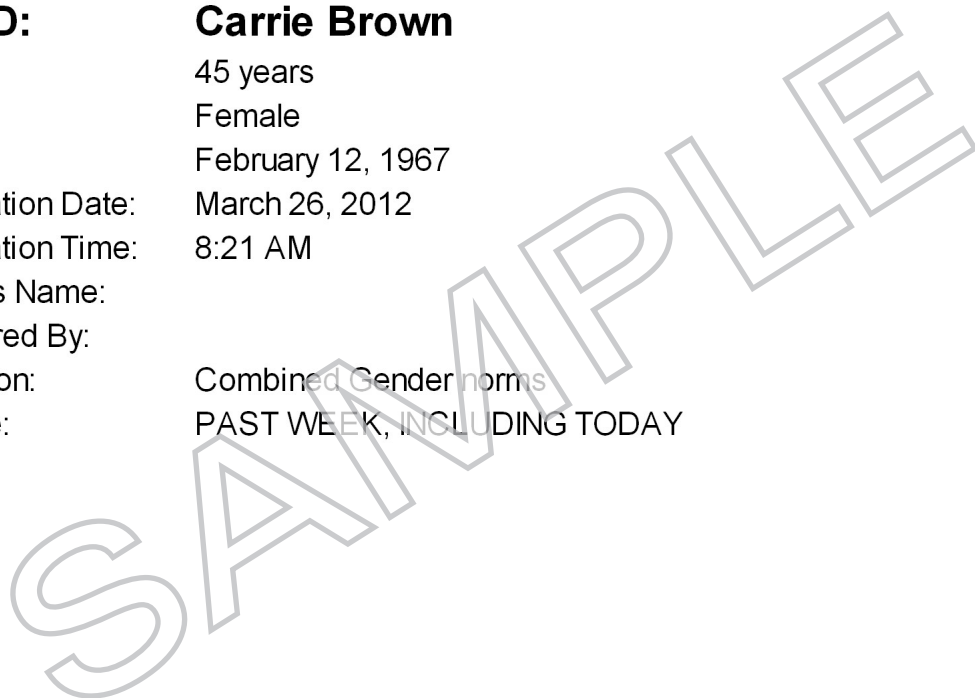 D: Carrie Brown
45 years
Female
February 12, 1967
tion Date: March 26, 2012
tion Time: 8:21 AM
s Name:
red By:
on: Combined Gender norms
: PAST WEEK, INCLUDING TODAY
SAMPLE